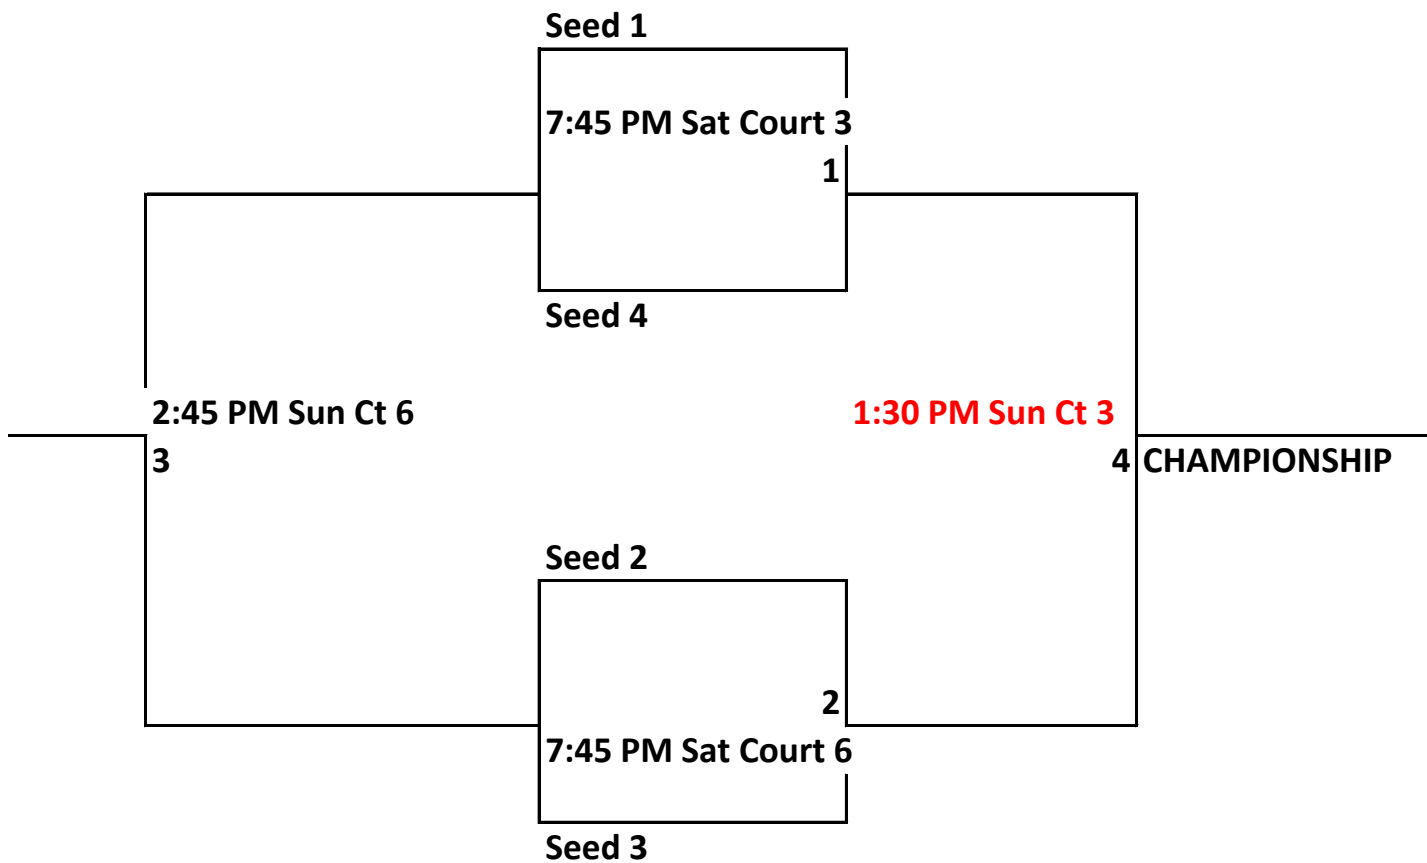 Seed 1
7:45 PM Sat Court 3
1
Seed 4
2:45 PM Sun Ct 6
1:30 PM Sun Ct 3
3
4 CHAMPIONSHIP
Seed 2
2
7:45 PM Sat Court 6
Seed 3